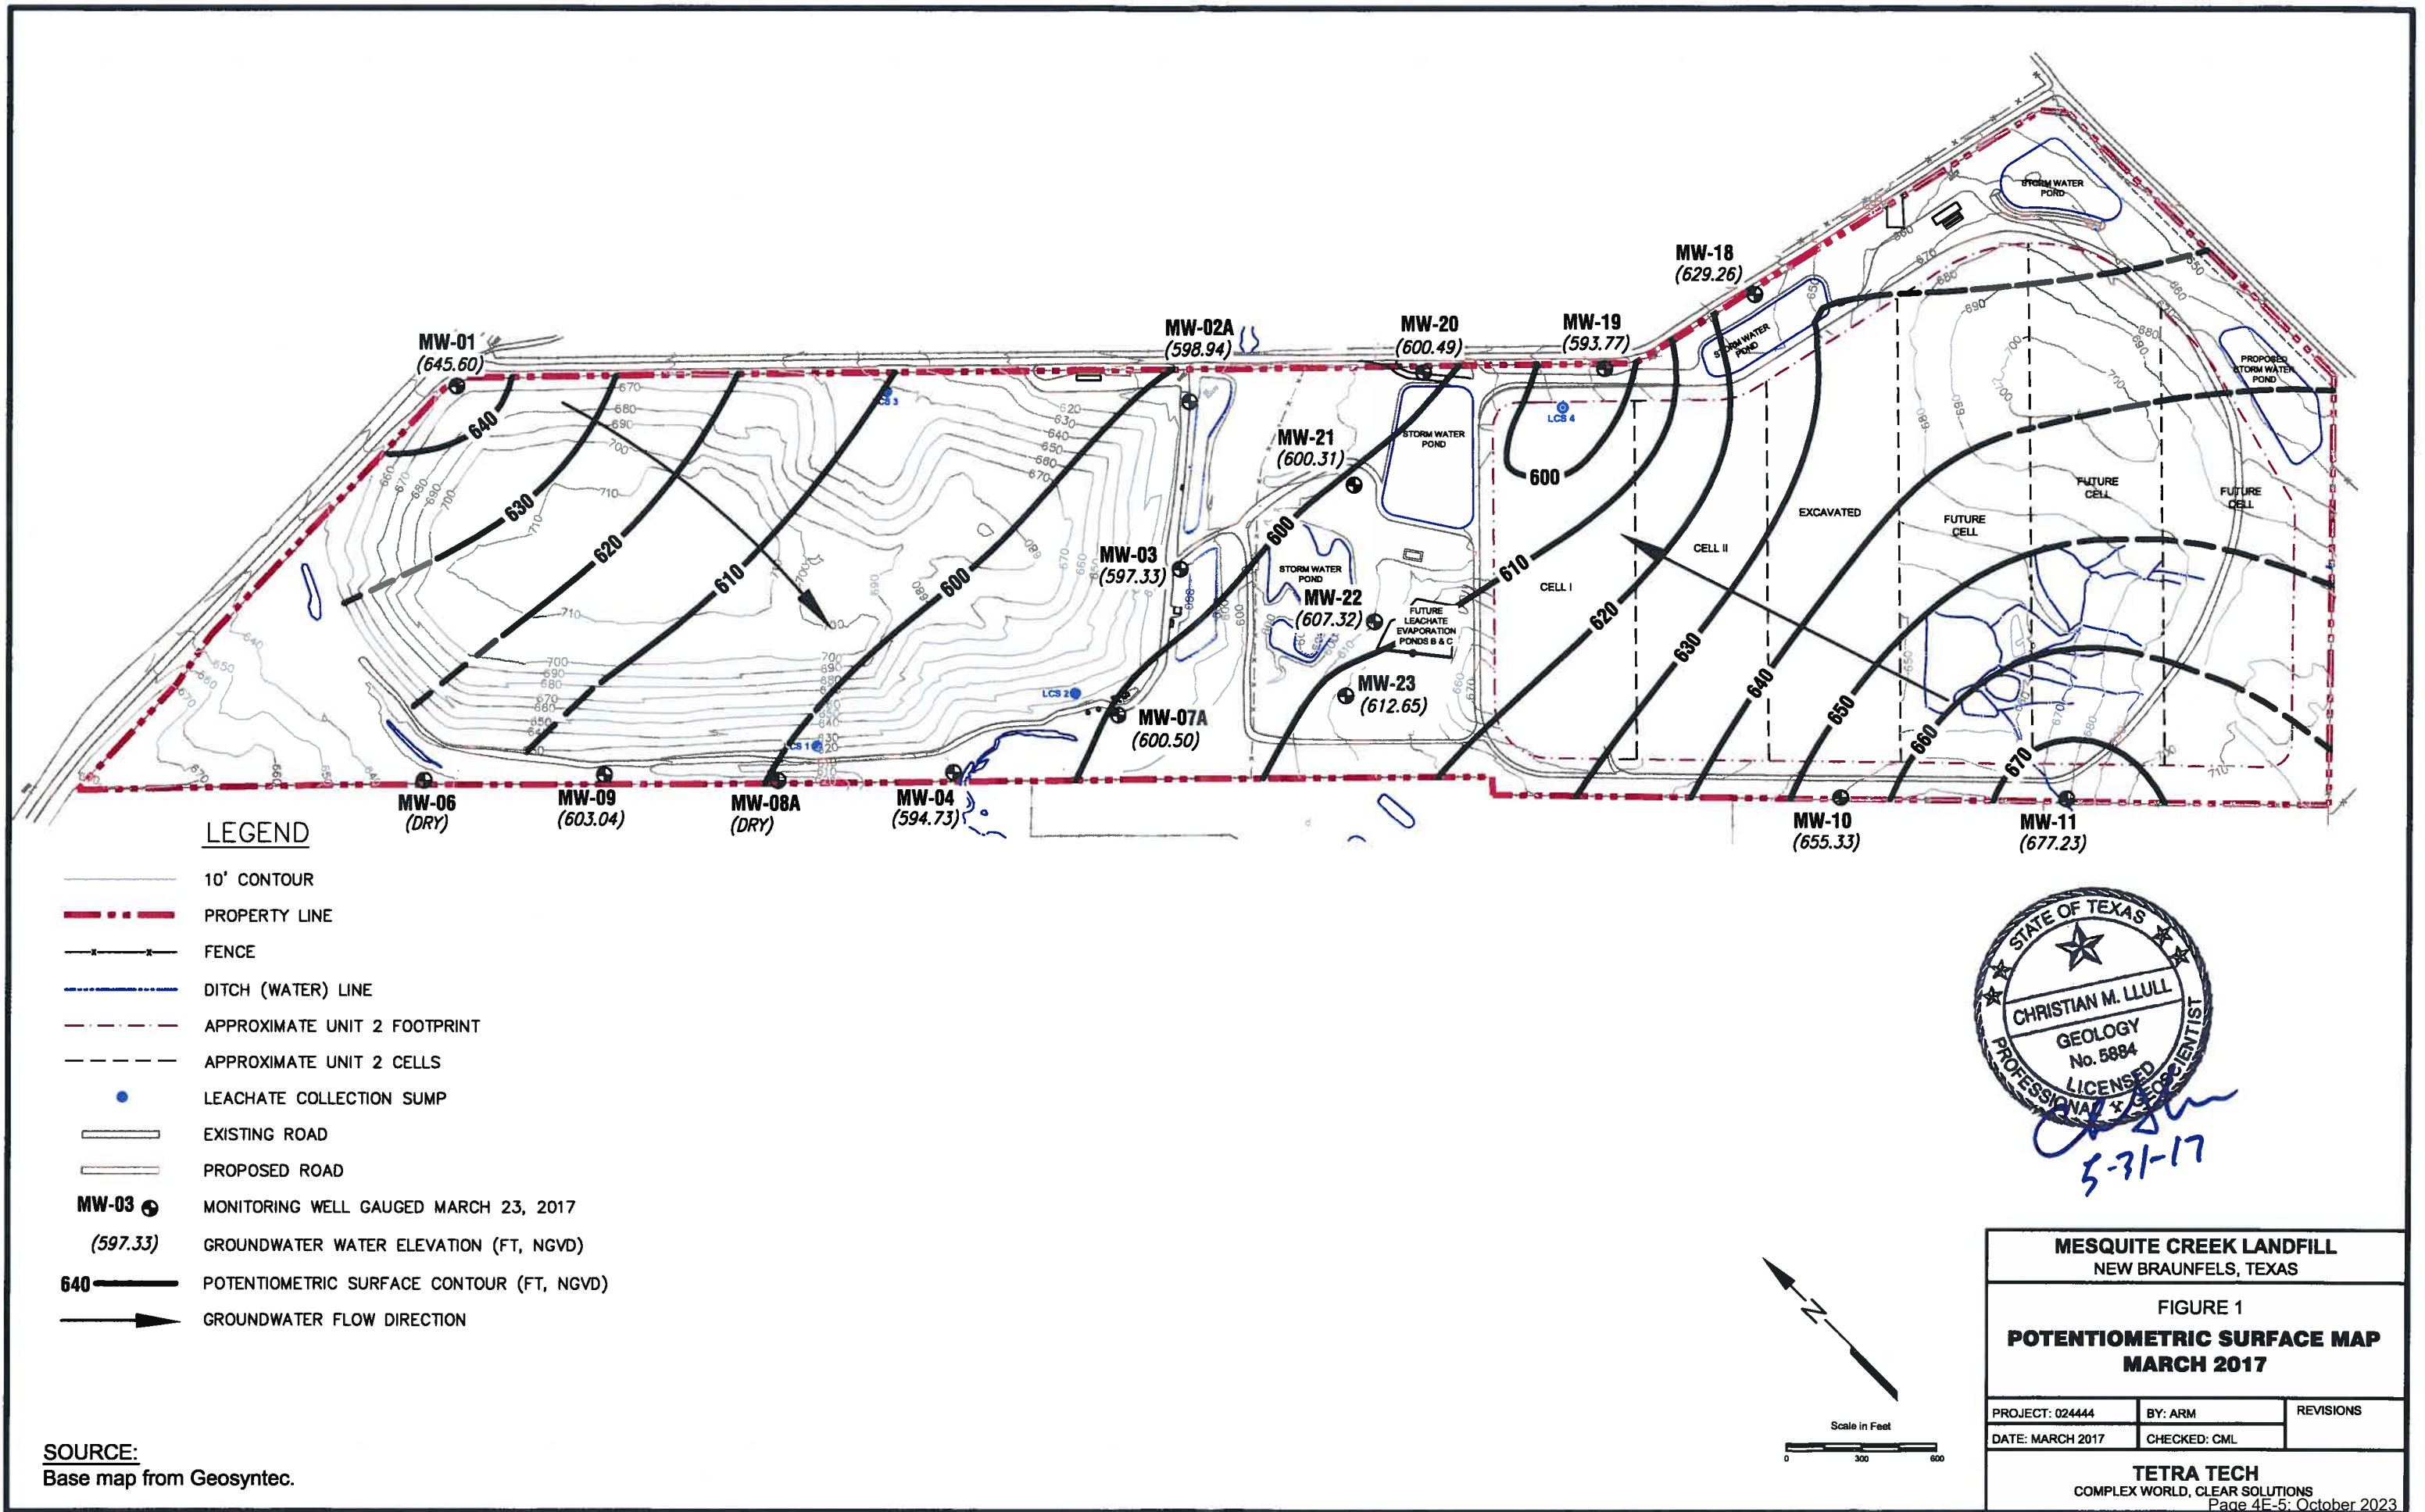 MW-01
(645.60)
MW-02A
(598.94)
MW-20
(600.49)
MW-19
(593.77)
MW-18
(629.26)
STORM WATER
POND
STORM WATER
POND
PROPOSED
STORM WATER
POND
STORM WATER
POND
MW-21
(600.31)
MW-03
(597.33)
STORM WATER
POND
MW-22
(607.32)
FUTURE
LEACHATE
EVAPORATION
PONDS B & C
MW-23
(612.65)
MW-07A
(600.50)
LCS 3
LCS 4
LCS 2
LCS 1
CELL I
CELL II
EXCAVATED
FUTURE
CELL
FUTURE
CELL
FUTURE
CELL
640
630
620
610
600
600
600
610
620
630
640
650
660
670
MW-06
(DRY)
MW-09
(603.04)
MW-08A
(DRY)
MW-04
(594.73)
MW-10
(655.33)
MW-11
(677.23)
LEGEND
10' CONTOUR
PROPERTY LINE
FENCE
DITCH (WATER) LINE
APPROXIMATE UNIT 2 FOOTPRINT
APPROXIMATE UNIT 2 CELLS
LEACHATE COLLECTION SUMP
EXISTING ROAD
PROPOSED ROAD
MW-03 MONITORING WELL GAUGED MARCH 23, 2017
(597.33) GROUNDWATER WATER ELEVATION (FT, NGVD)
640 POTENTIOMETRIC SURFACE CONTOUR (FT, NGVD)
GROUNDWATER FLOW DIRECTION
SOURCE:
Base map from Geosyntec.
STATE OF TEXAS
CHRISTIAN M. LLULL
GEOLOGY
No. 5884
LICENSED
PROFESSIONAL GEOSCIENTIST
5-31-17
N
Scale in Feet
0 300 600
MESQUITE CREEK LANDFILL
NEW BRAUNFELS, TEXAS
FIGURE 1
POTENTIOMETRIC SURFACE MAP
MARCH 2017
PROJECT: 024444
BY: ARM
REVISIONS
DATE: MARCH 2017
CHECKED: CML
TETRA TECH
COMPLEX WORLD, CLEAR SOLUTIONS
Page 4E-5; October 2023